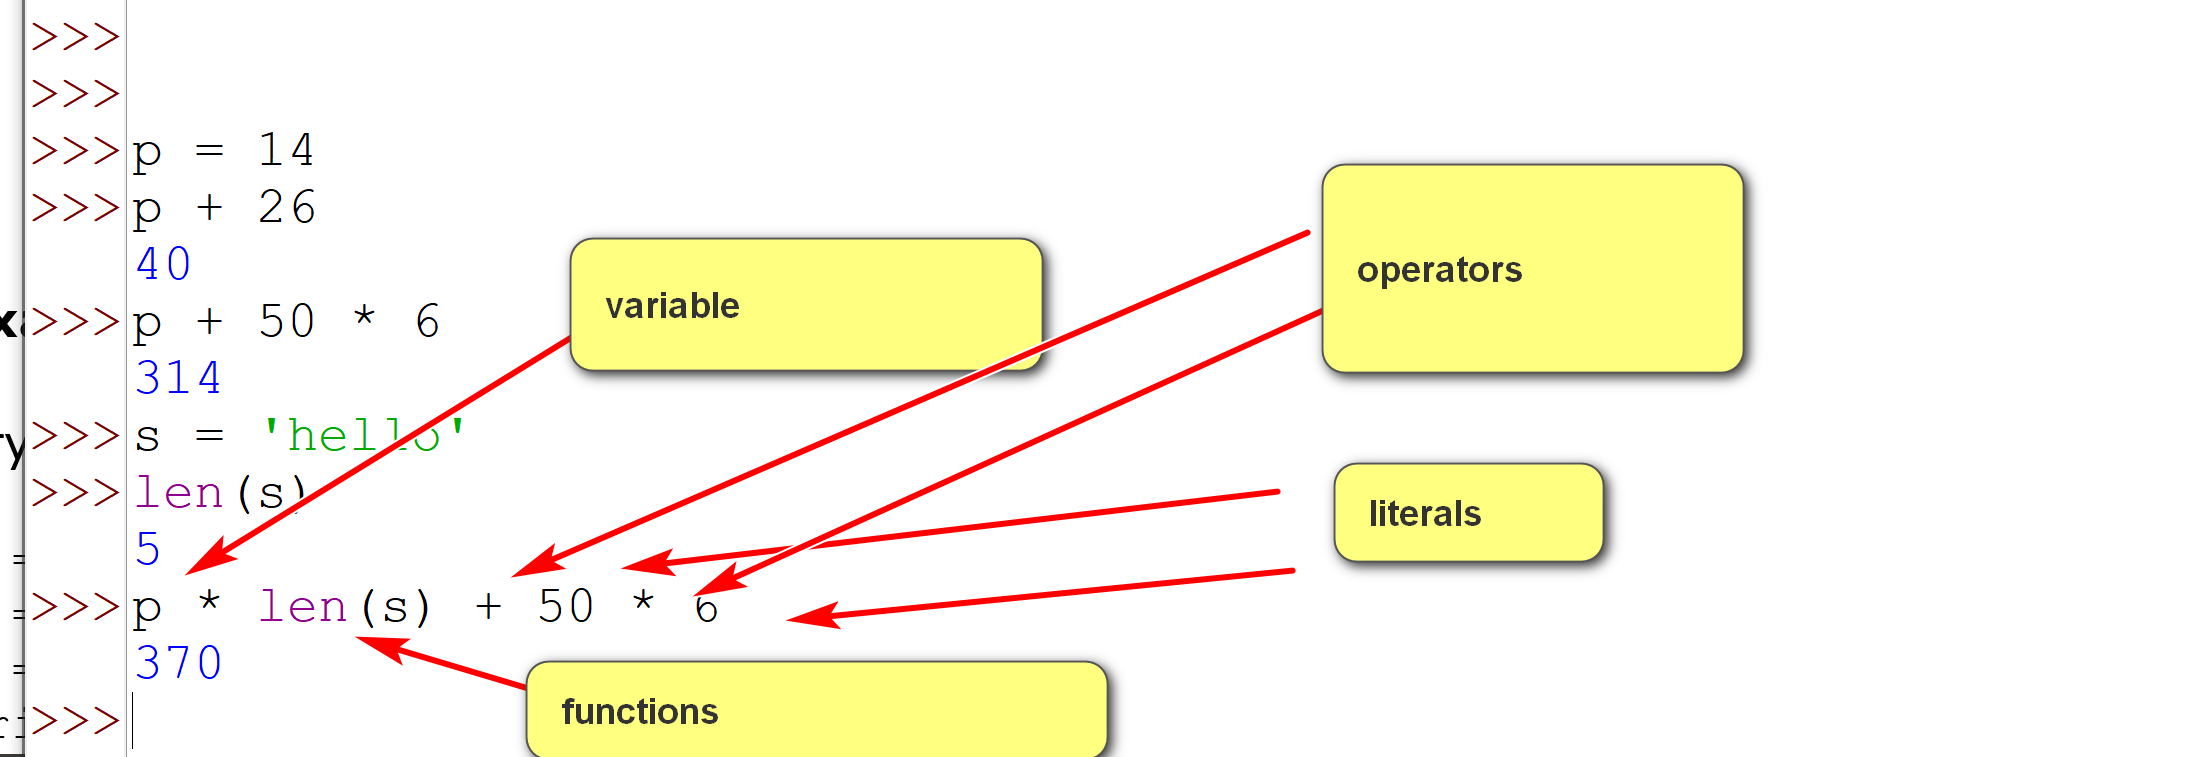 >>>
>>>
>>> p = 14
>>> p + 26
40
>>> p + 50 * 6
314
>>> s = 'hello'
>>> len(s)
5
>>> p * len(s) + 50 * 6
370
>>>
variable
operators
literals
functions